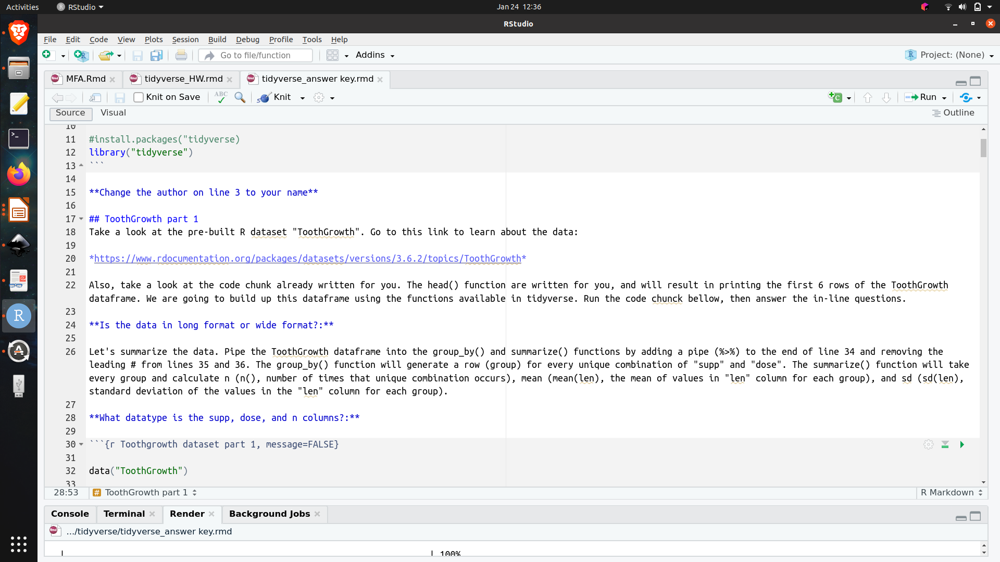 Activities RStudio Jan 24 12:36
RStudio
File Edit Code View Plots Session Build Debug Profile Tools Help
Go to file/function Addins Project: (None)
MFA.Rmd tidyverse_HW.rmd tidyverse_answer key.rmd
Knit on Save ABC Knit Run
Source Visual Outline
10
11 #install.packages("tidyverse)
12 library("tidyverse")
13 ```
14
15 **Change the author on line 3 to your name**
16
17 ## ToothGrowth part 1
18 Take a look at the pre-built R dataset "ToothGrowth". Go to this link to learn about the data:
19
20 *https://www.rdocumentation.org/packages/datasets/versions/3.6.2/topics/ToothGrowth*
21
22 Also, take a look at the code chunk already written for you. The head() function are written for you, and will result in printing the first 6 rows of the ToothGrowth
dataframe. We are going to build up this dataframe using the functions available in tidyverse. Run the code chunck bellow, then answer the in-line questions.
23
24 **Is the data in long format or wide format?:**
25
26 Let's summarize the data. Pipe the ToothGrowth dataframe into the group_by() and summarize() functions by adding a pipe (%>%) to the end of line 34 and removing the
leading # from lines 35 and 36. The group_by() function will generate a row (group) for every unique combination of "supp" and "dose". The summarize() function will take
every group and calculate n (n(), number of times that unique combination occurs), mean (mean(len), the mean of values in "len" column for each group), and sd (sd(len),
standard deviation of the values in the "len" column for each group).
27
28 **What datatype is the supp, dose, and n columns?:**
29
30 ```{r Toothgrowth dataset part 1, message=FALSE}
31
32 data("ToothGrowth")
33
28:53 # ToothGrowth part 1 R Markdown
Console Terminal Render Background Jobs
.../tidyverse/tidyverse_answer key.rmd
| | 100%